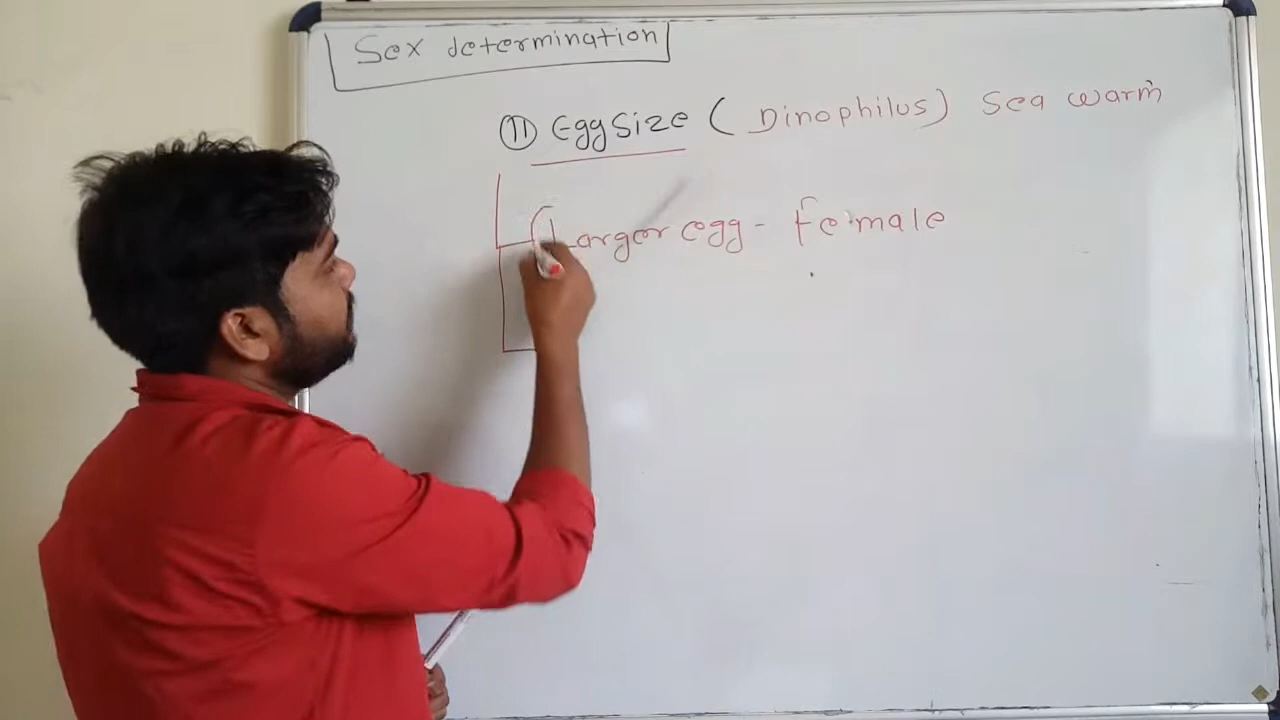 Sex determination
11 Egg Size ( Dinophilus) Sea warm
Larger egg - female